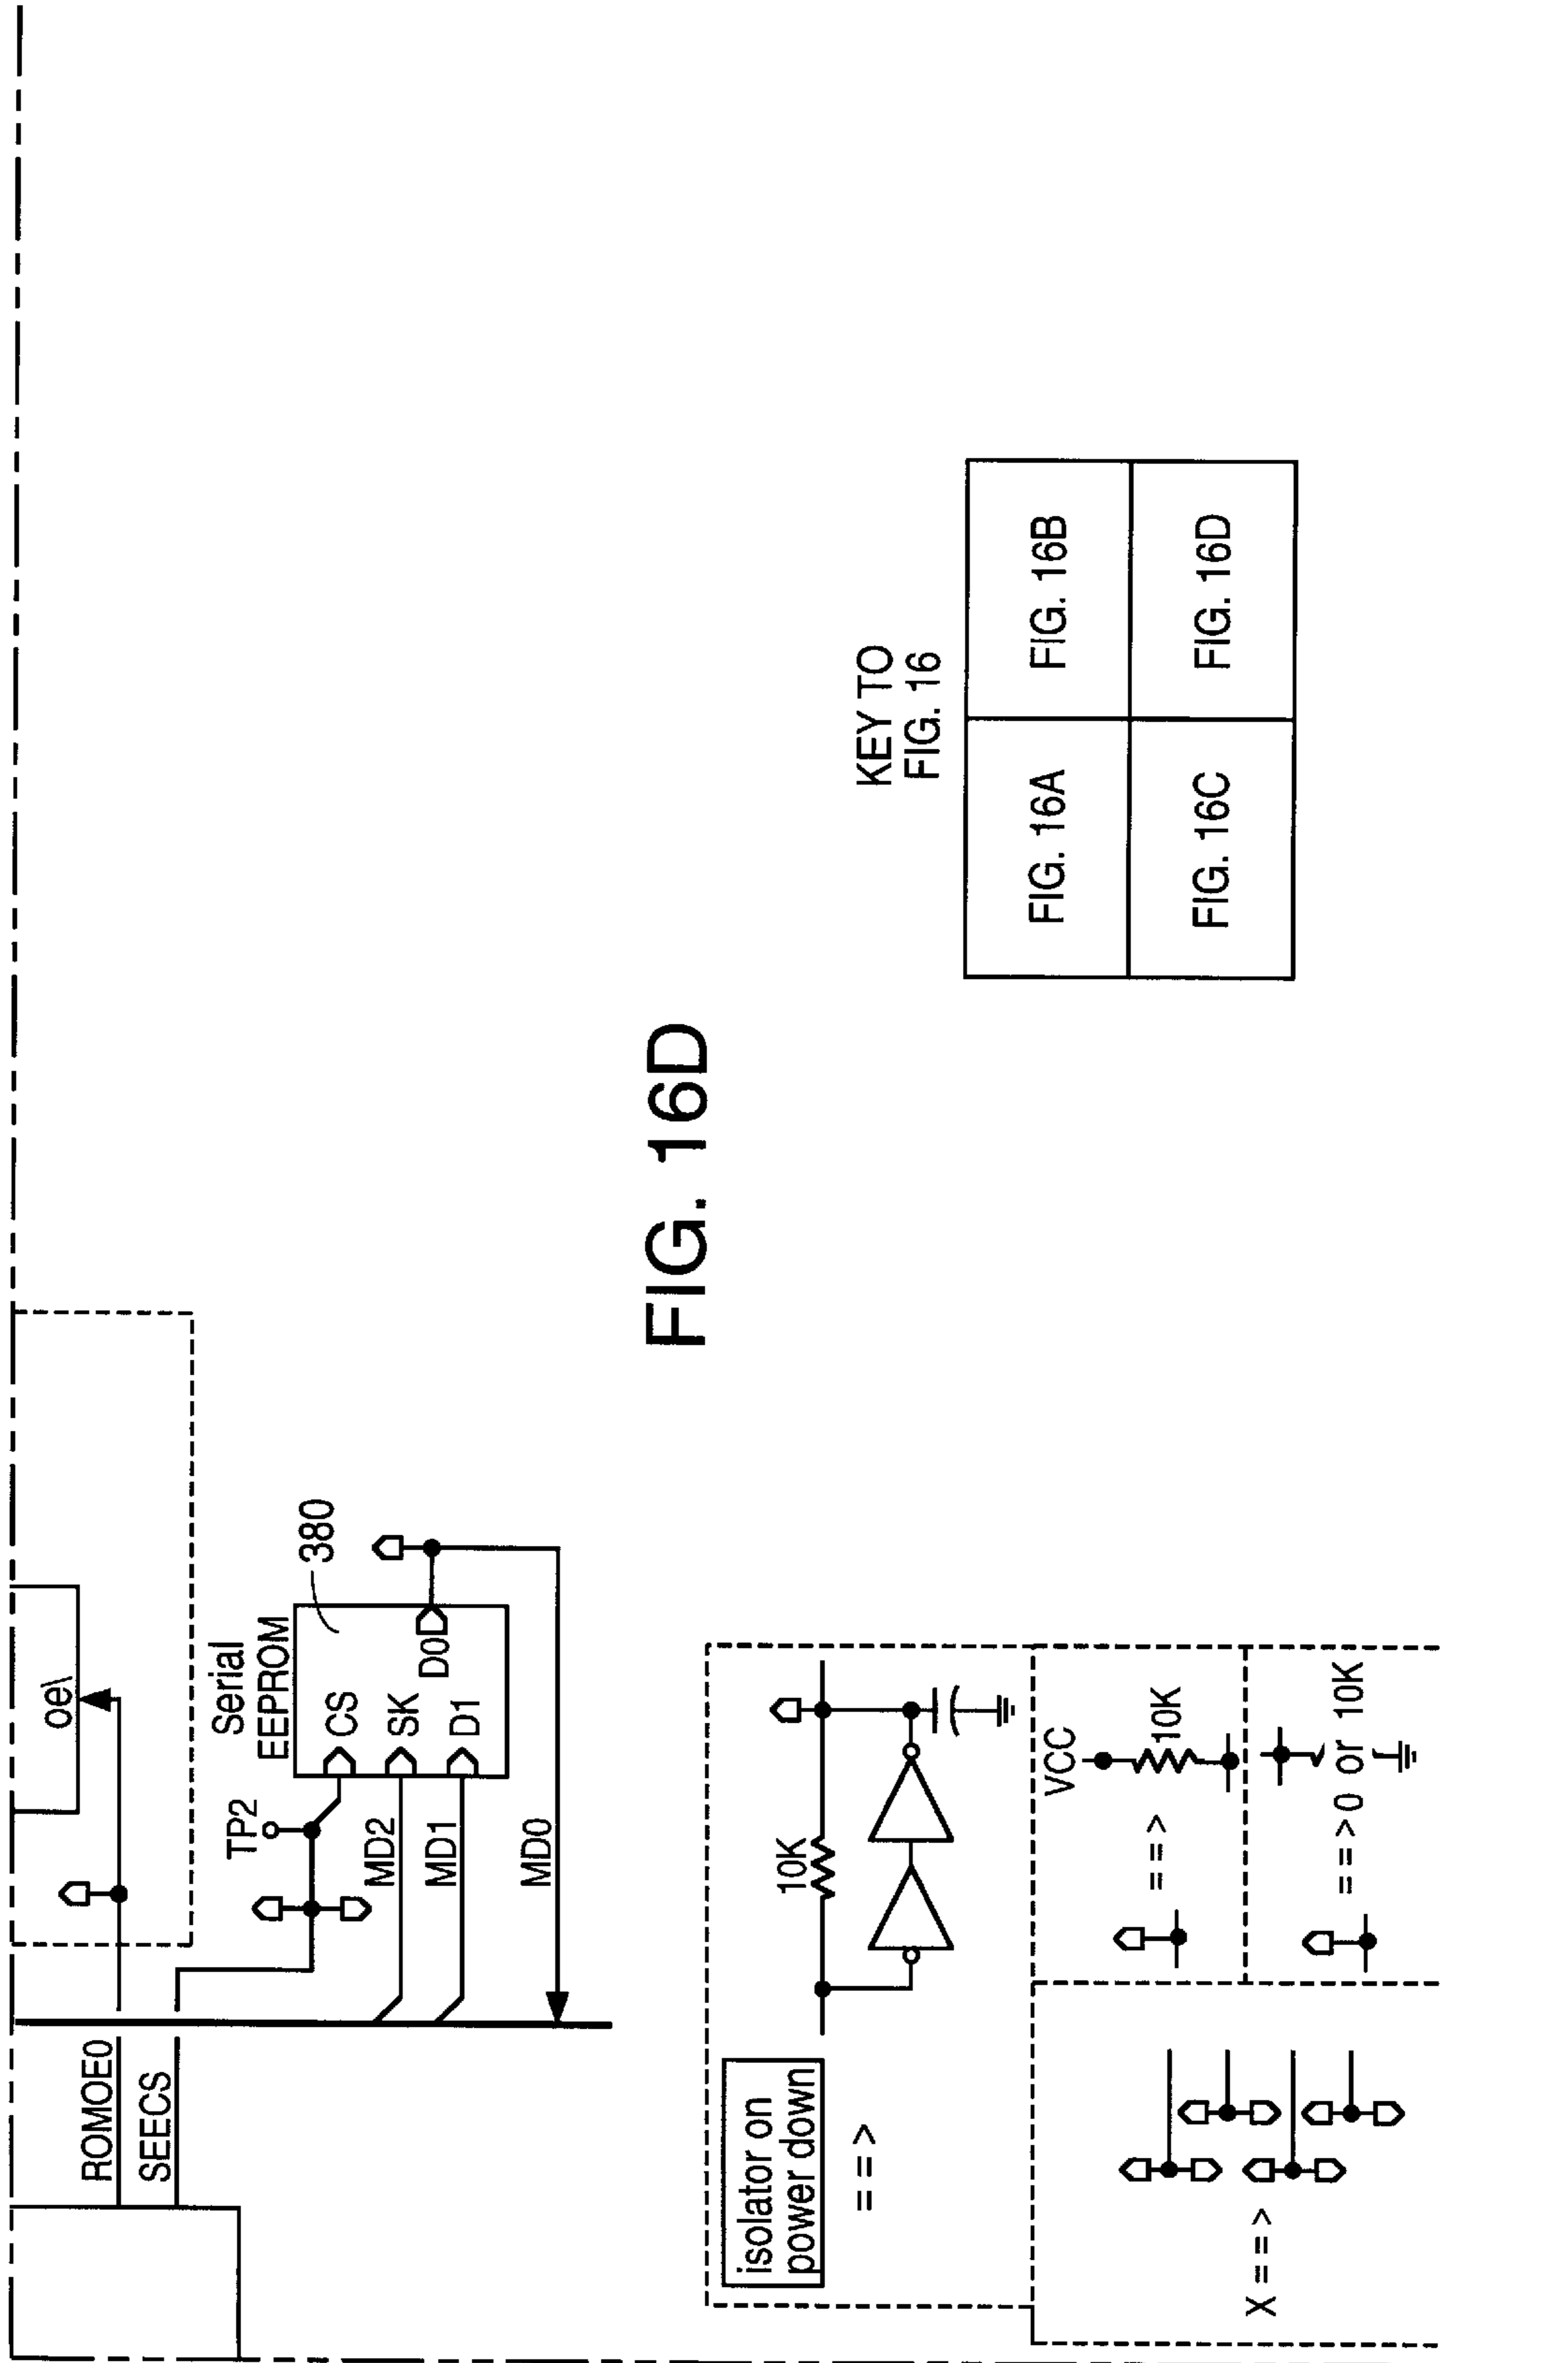 ROMOE0
oe\
SEECS
TP2
Serial
EEPROM
380
CS
MD2
SK
D0
MD1
D1
MD0
FIG. 16D
isolator on
power down
==>
10K
KEY TO
FIG. 16
FIG. 16A
FIG. 16B
FIG. 16C
FIG. 16D
VCC
==>
10K
X==>
==>0 or 10K